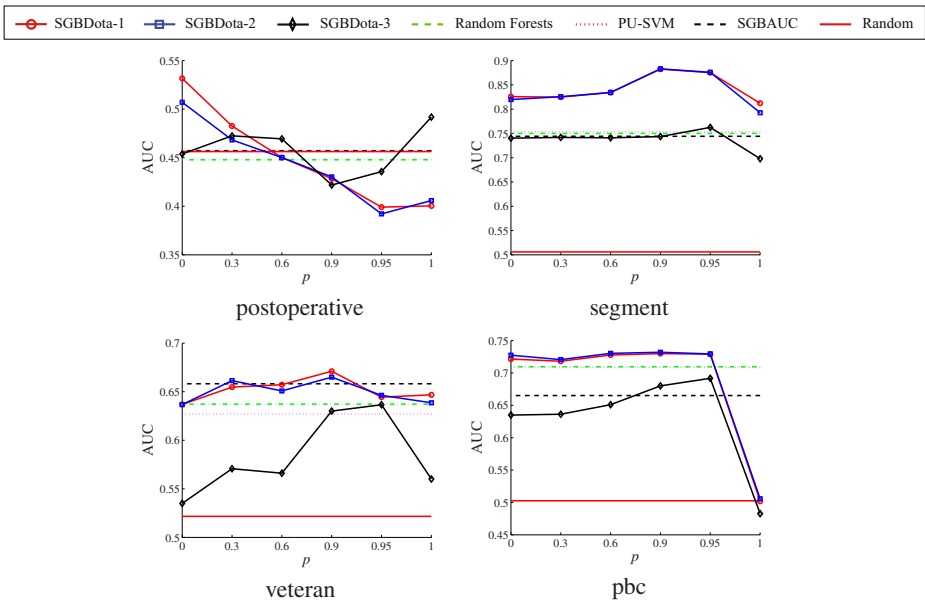 SGBDota-1 SGBDota-2 SGBDota-3 Random Forests PU-SVM SGBAUC Random
0.55
0.5
0.45
0.4
0.35
AUC
0 0.3 0.6 0.9 0.95 1
p
postoperative
0.9
0.85
0.8
0.75
0.7
0.65
0.6
0.55
0.5
AUC
0 0.3 0.6 0.9 0.95 1
p
segment
0.7
0.65
0.6
0.55
0.5
AUC
0 0.3 0.6 0.9 0.95 1
p
veteran
0.75
0.7
0.65
0.6
0.55
0.5
0.45
AUC
0 0.3 0.6 0.9 0.95 1
p
pbc